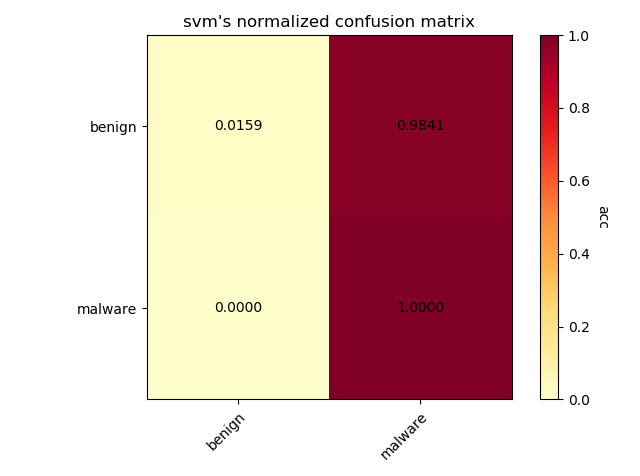 svm's normalized confusion matrix
benign
0.0159
0.9841
malware
0.0000
1.0000
benign
malware
1.0
0.8
0.6
0.4
0.2
0.0
acc